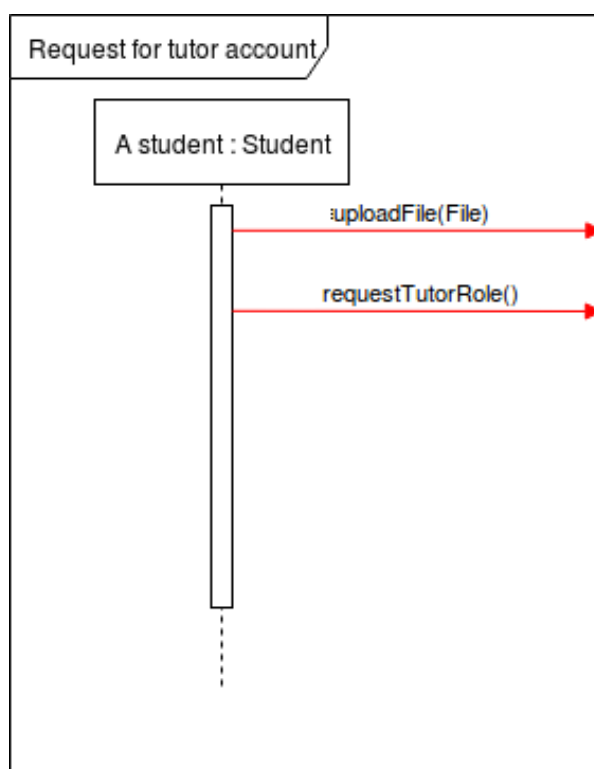 Request for tutor account
A student : Student
uploadFile(File)
requestTutorRole()